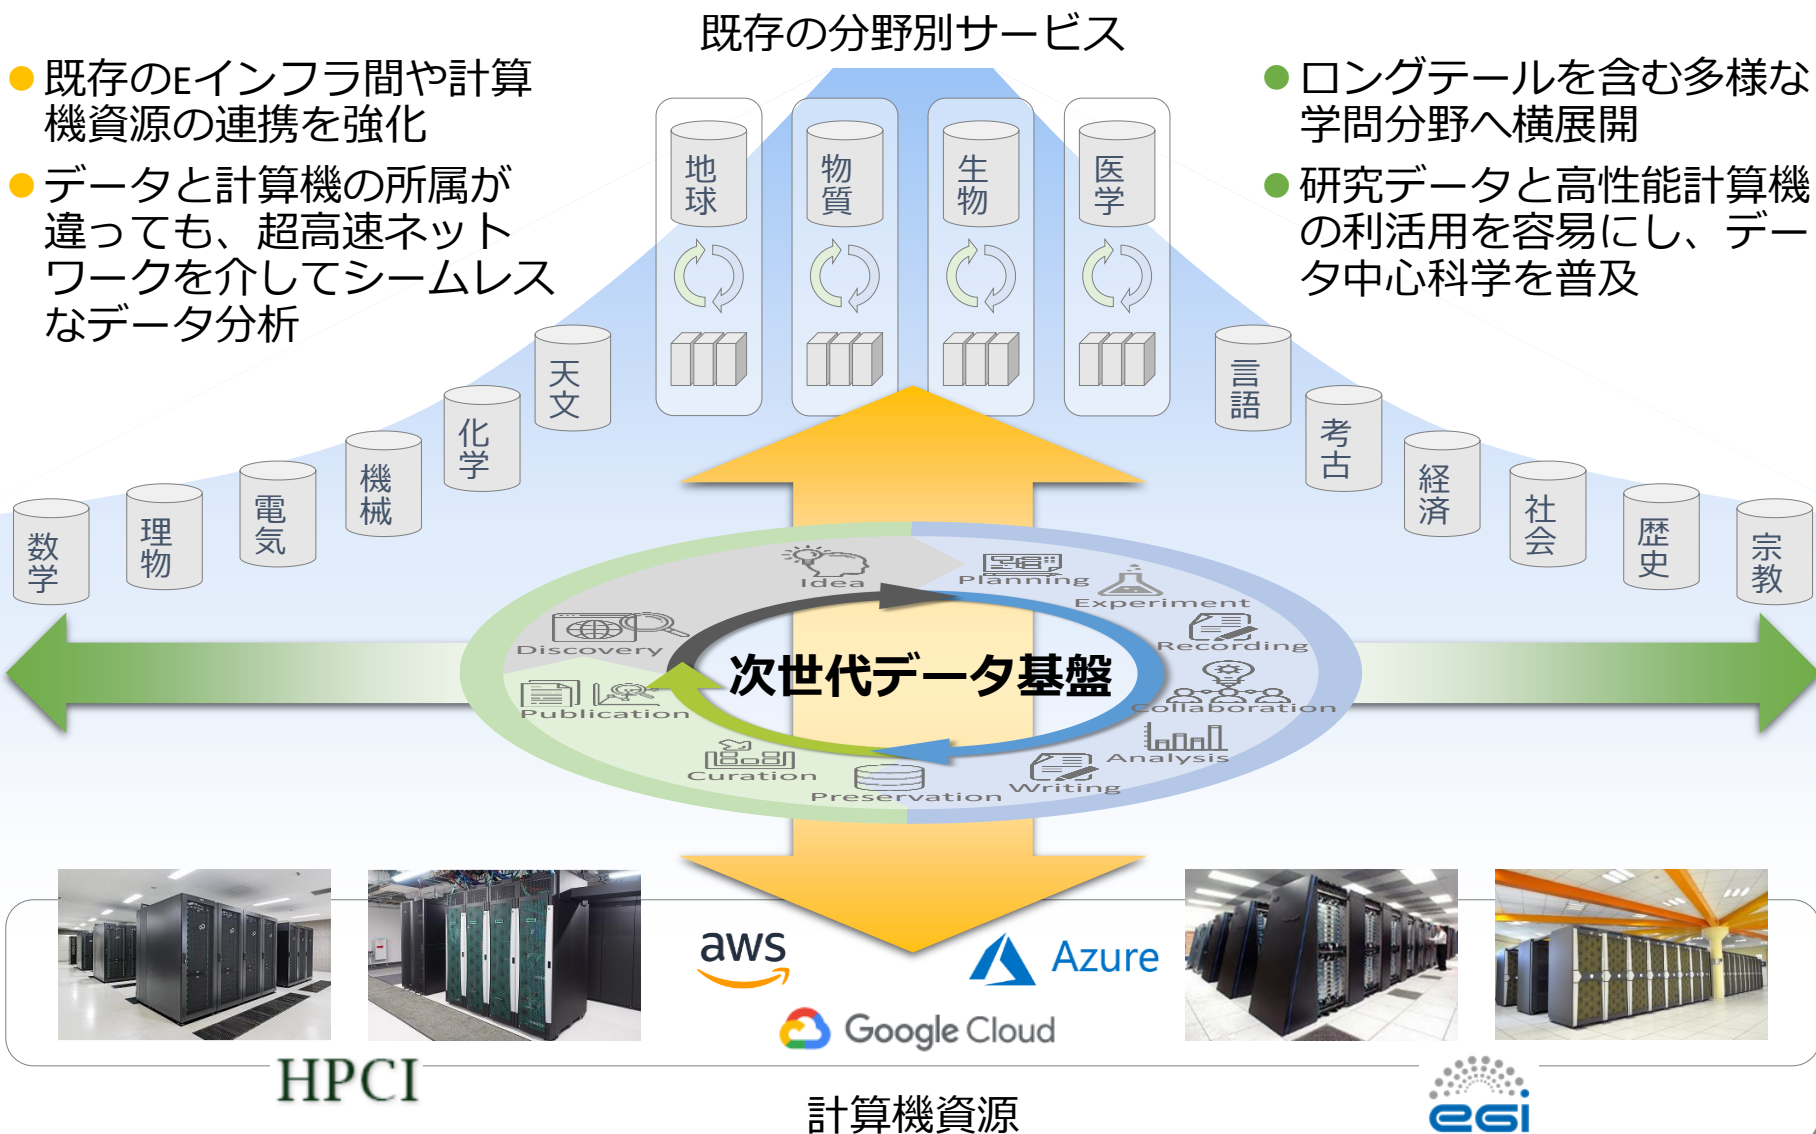 既存の分野別サービス
既存のEインフラ間や計算
機資源の連携を強化
データと計算機の所属が
違っても、超高速ネット
ワークを介してシームレス
なデータ分析
ロングテールを含む多様な
学問分野へ横展開
研究データと高性能計算機
の利活用を容易にし、デー
タ中心科学を普及
地球
物質
生物
医学
数学
理物
電気
機械
化学
天文
言語
考古
経済
社会
歴史
宗教
Idea
Planning
Experiment
Recording
Collaboration
Analysis
Writing
Preservation
Curation
Publication
Discovery
次世代データ基盤
aws
Azure
Google Cloud
HPCI
egi
計算機資源